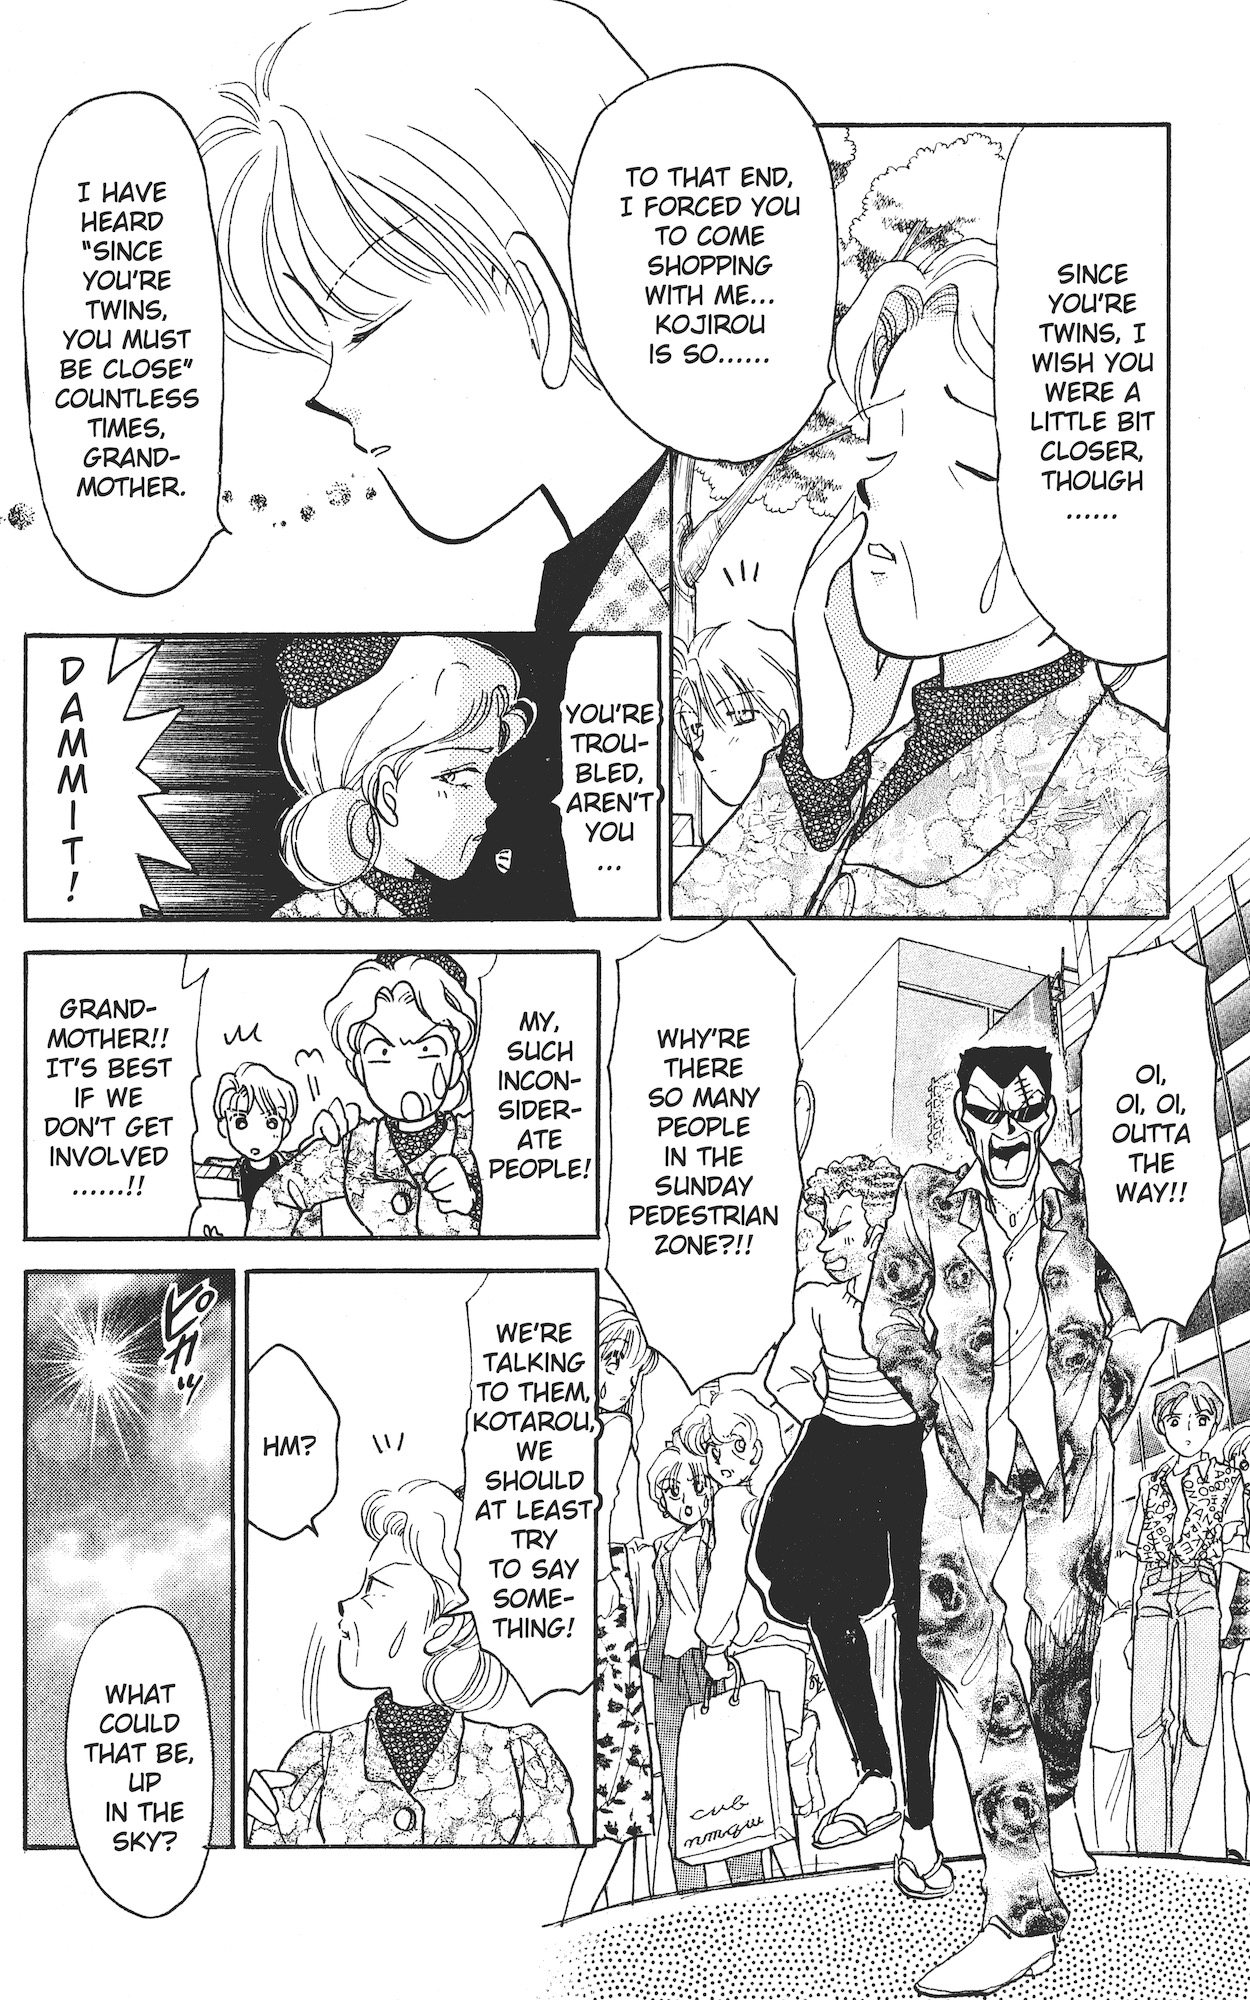 SINCE
YOU'RE
TWINS, I
WISH YOU
WERE A
LITTLE BIT
CLOSER,
THOUGH
......
TO THAT END,
I FORCED YOU
TO COME
SHOPPING
WITH ME...
KOJIROU
IS SO......
I HAVE
HEARD
"SINCE
YOU'RE
TWINS,
YOU MUST
BE CLOSE"
COUNTLESS
TIMES,
GRAND-
MOTHER.
YOU'RE
TROU-
BLED,
AREN'T
YOU
...
DAMMIT!
OI,
OI, OI,
OUTTA
THE
WAY!!
WHY'RE
THERE
SO MANY
PEOPLE
IN THE
SUNDAY
PEDESTRIAN
ZONE?!!
MY,
SUCH
INCON-
SIDER-
ATE
PEOPLE!
GRAND-
MOTHER!!
IT'S BEST
IF WE
DON'T GET
INVOLVED
......!!
WE'RE
TALKING
TO THEM,
KOTAROU,
WE
SHOULD
AT LEAST
TRY
TO SAY
SOME-
THING!
HM?
ピカッ
WHAT
COULD
THAT BE,
UP
IN THE
SKY?